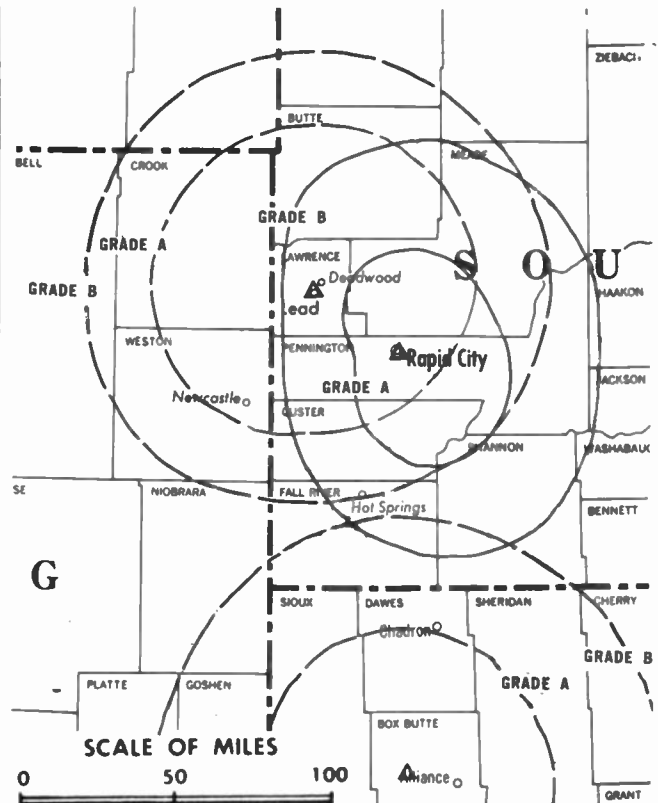 ZIEBACH
BUTTE
BELL
CROOK
MEADE
GRADE B
GRADE A
LAWRENCE
Deadwood
S O U
GRADE B
Lead
HAAKON
WESTON
PENNINGTON
Rapid City
GRADE A
JACKSON
Newcastle
CUSTER
SHANNON
WASHABAUG
SE
NIOBRARA
FALL RIVER
Hot Springs
BENNETT
G
SIOUX
DAWES
SHERIDAN
CHERRY
Chadron
GRADE B
PLATTE
GOSHEN
GRADE A
BOX BUTTE
SCALE OF MILES
0
50
100
Alliance
GRANT